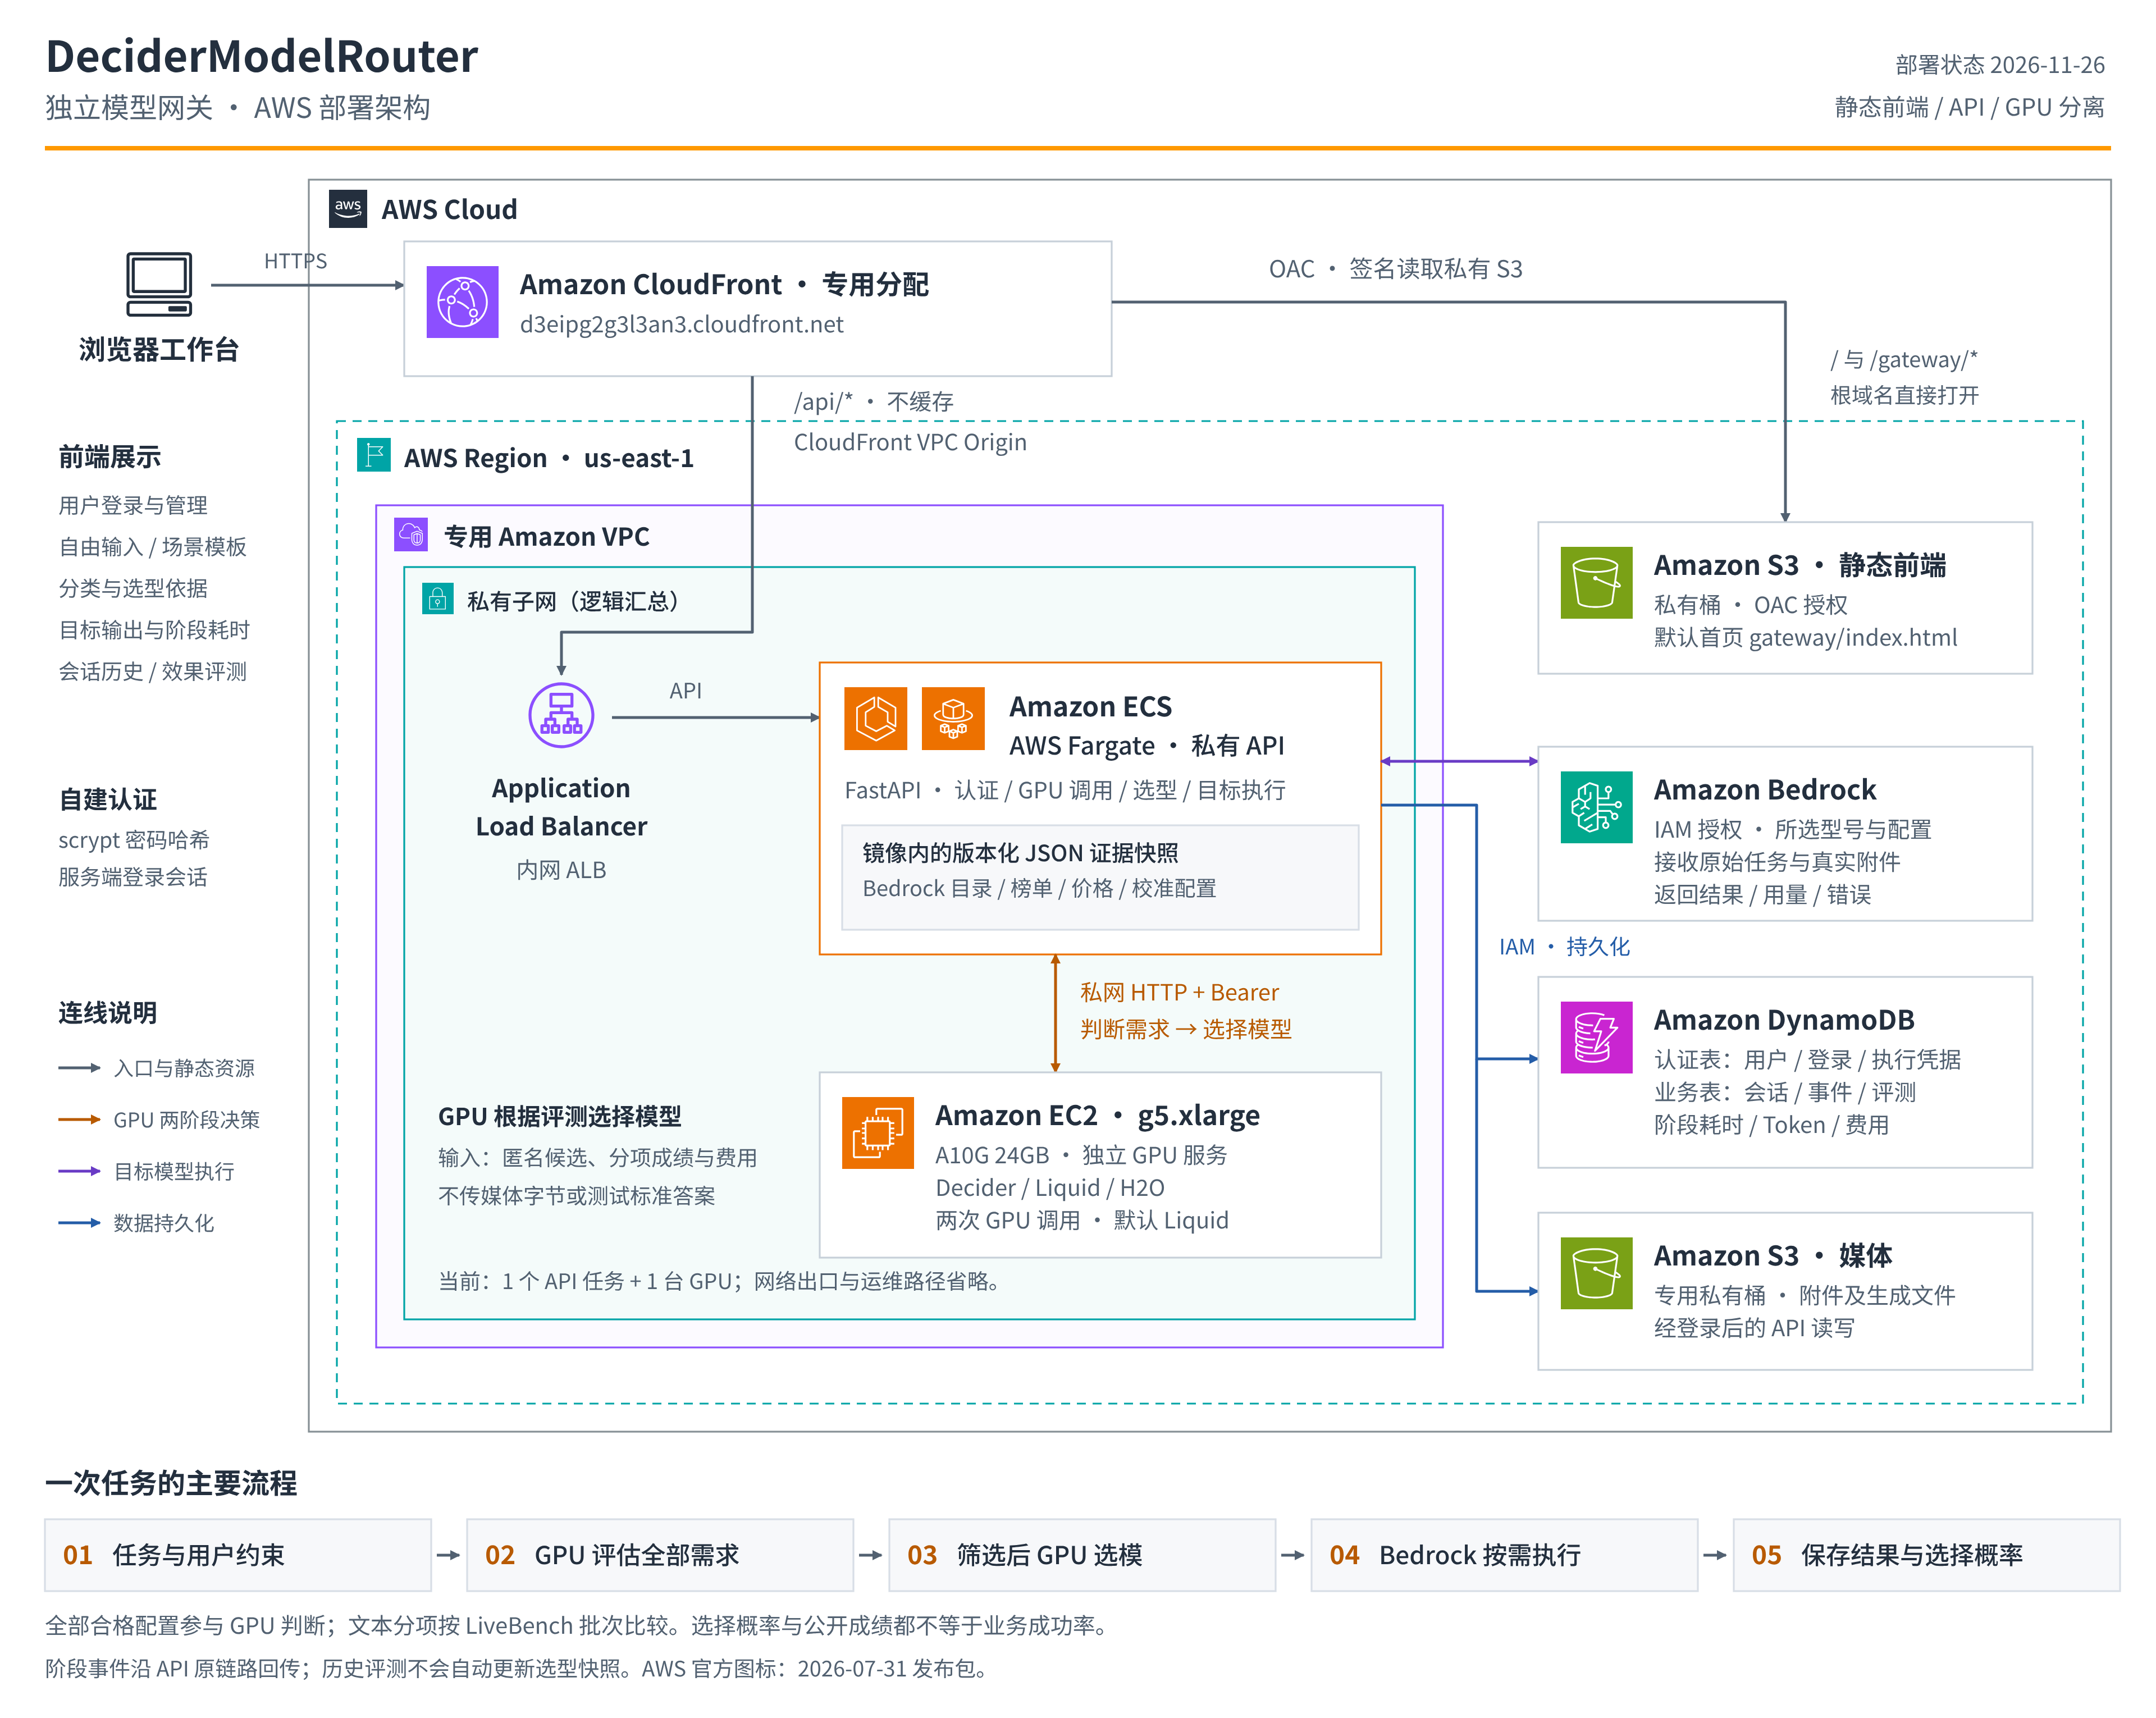 DeciderModelRouter
独立模型网关 • AWS 部署架构
部署状态 2026-11-26
静态前端 / API / GPU 分离
aws
AWS Cloud
HTTPS
浏览器工作台
Amazon CloudFront • 专用分配
d3eipg2g3l3an3.cloudfront.net
OAC • 签名读取私有 S3
/ 与 /gateway/*
根域名直接打开
/api/* • 不缓存
CloudFront VPC Origin
AWS Region • us-east-1
前端展示
用户登录与管理
自由输入 / 场景模板
分类与选型依据
目标输出与阶段耗时
会话历史 / 效果评测
自建认证
scrypt 密码哈希
服务端登录会话
连线说明
入口与静态资源
GPU 两阶段决策
目标模型执行
数据持久化
专用 Amazon VPC
私有子网（逻辑汇总）
API
Application
Load Balancer
内网 ALB
Amazon ECS
AWS Fargate • 私有 API
FastAPI • 认证 / GPU 调用 / 选型 / 目标执行
镜像内的版本化 JSON 证据快照
Bedrock 目录 / 榜单 / 价格 / 校准配置
私网 HTTP + Bearer
判断需求 → 选择模型
GPU 根据评测选择模型
输入：匿名候选、分项成绩与费用
不传媒体字节或测试标准答案
Amazon EC2 • g5.xlarge
A10G 24GB • 独立 GPU 服务
Decider / Liquid / H2O
两次 GPU 调用 • 默认 Liquid
当前：1 个 API 任务 + 1 台 GPU；网络出口与运维路径省略。
Amazon S3 • 静态前端
私有桶 • OAC 授权
默认首页 gateway/index.html
Amazon Bedrock
IAM 授权 • 所选型号与配置
接收原始任务与真实附件
返回结果 / 用量 / 错误
IAM • 持久化
Amazon DynamoDB
认证表：用户 / 登录 / 执行凭据
业务表：会话 / 事件 / 评测
阶段耗时 / Token / 费用
Amazon S3 • 媒体
专用私有桶 • 附件及生成文件
经登录后的 API 读写
一次任务的主要流程
01 任务与用户约束
02 GPU 评估全部需求
03 筛选后 GPU 选模
04 Bedrock 按需执行
05 保存结果与选择概率
全部合格配置参与 GPU 判断；文本分项按 LiveBench 批次比较。选择概率与公开成绩都不等于业务成功率。
阶段事件沿 API 原链路回传；历史评测不会自动更新选型快照。AWS 官方图标：2026-07-31 发布包。